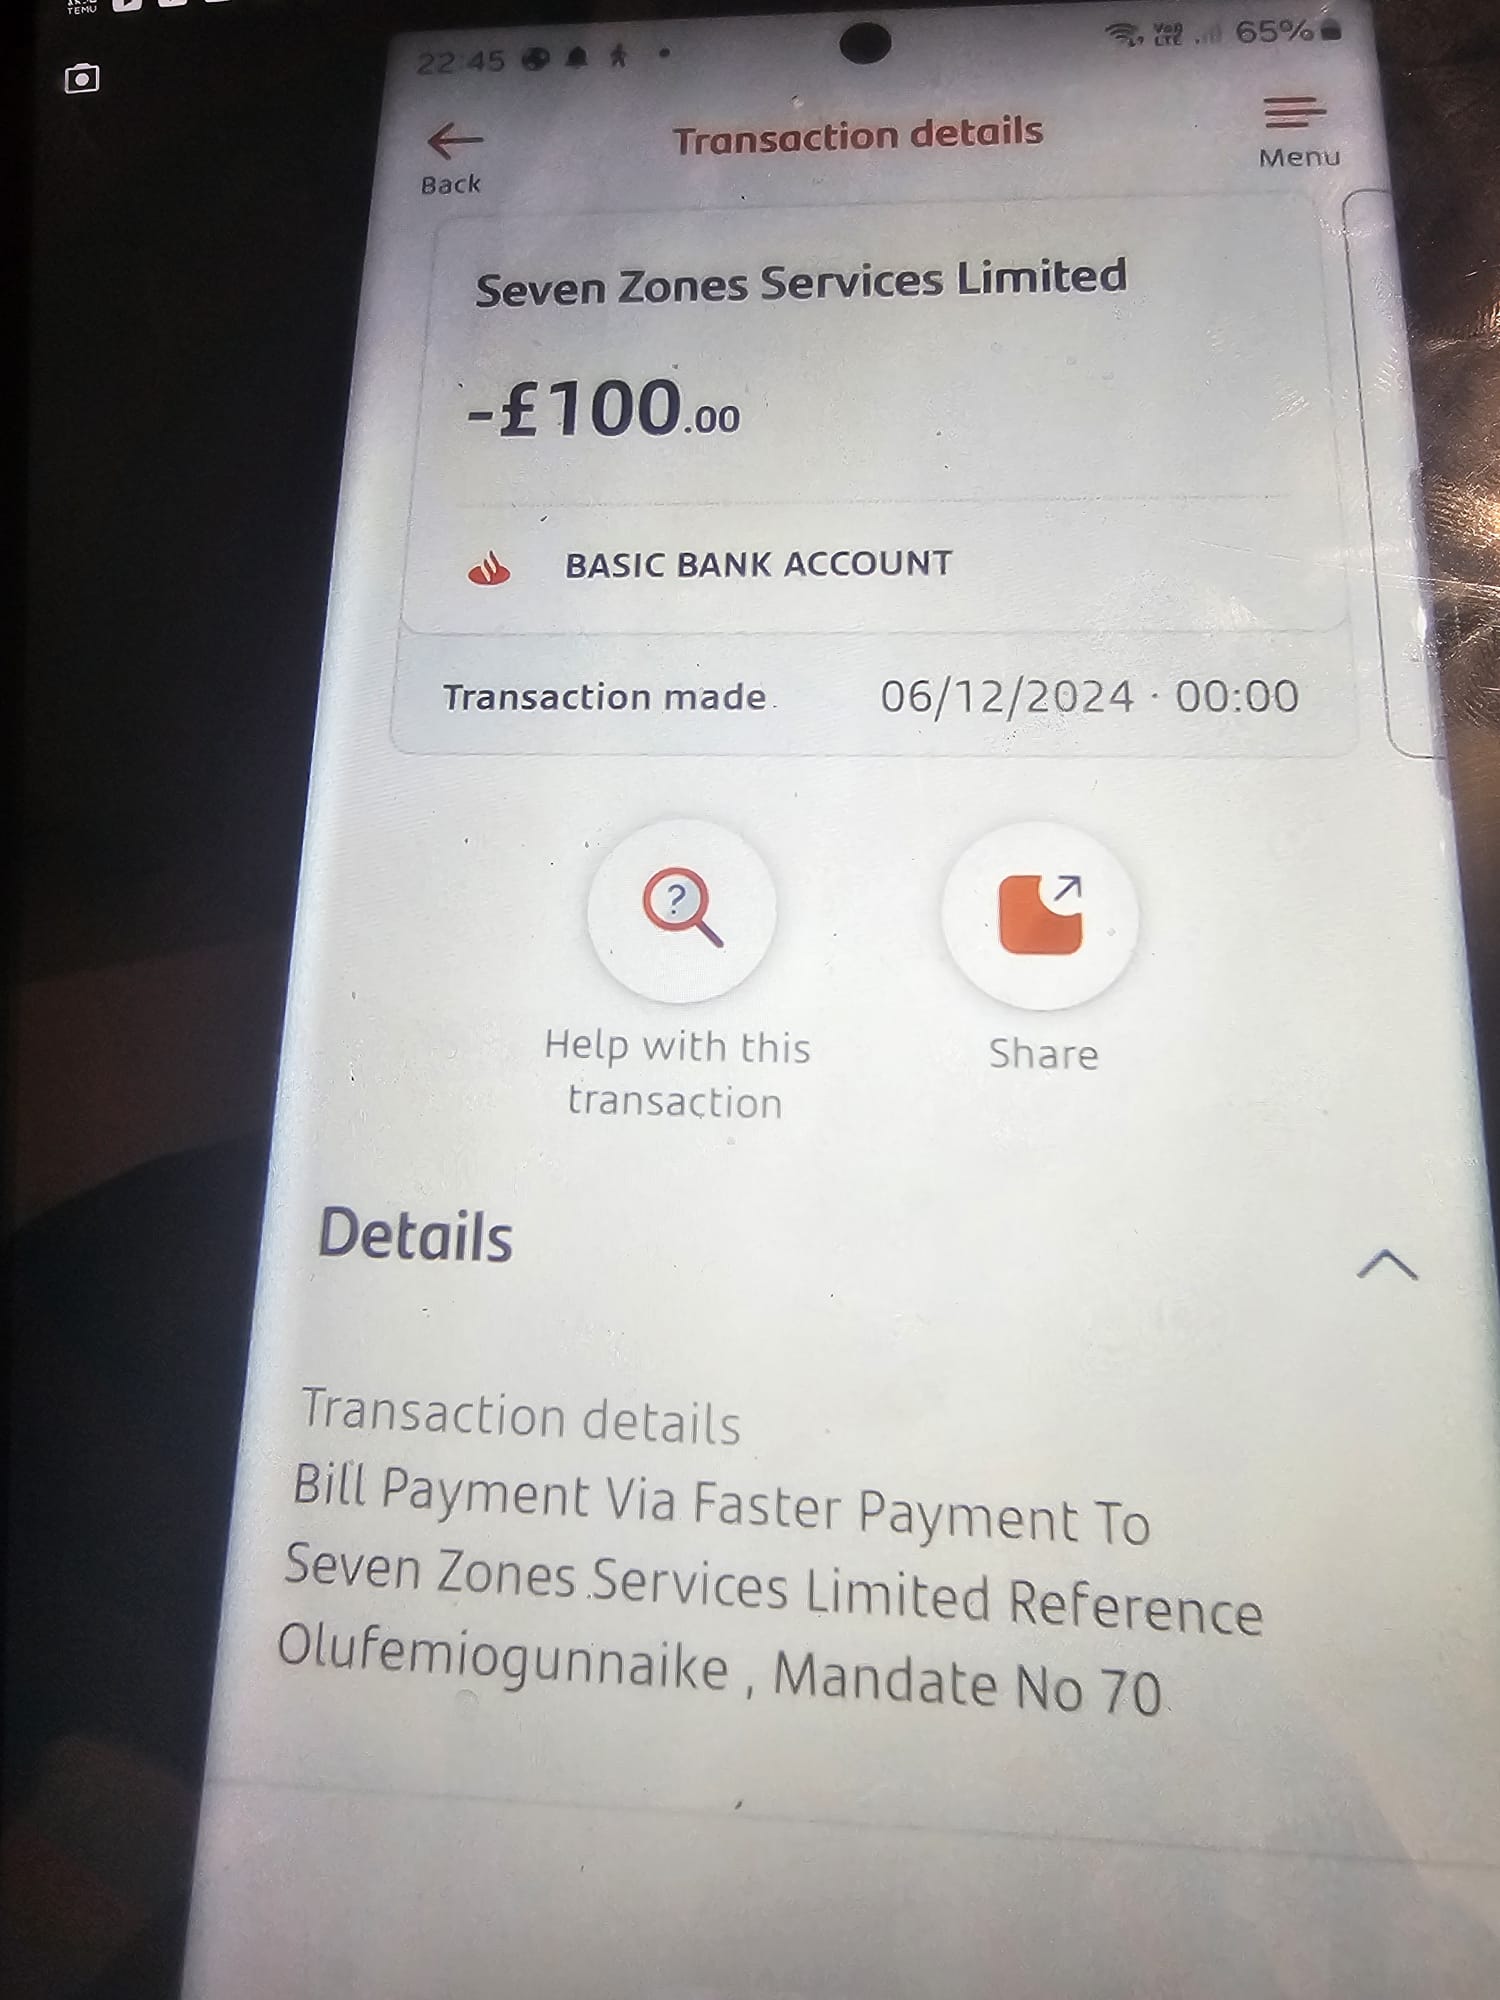 TEMU
22:45
65%
Transaction details
Back
Menu
Seven Zones Services Limited
-£100.00
BASIC BANK ACCOUNT
Transaction made
06/12/2024 · 00:00
?
Help with this
transaction
Share
Details
Transaction details
Bill Payment Via Faster Payment To
Seven Zones Services Limited Reference
Olufemiogunnaike , Mandate No 70